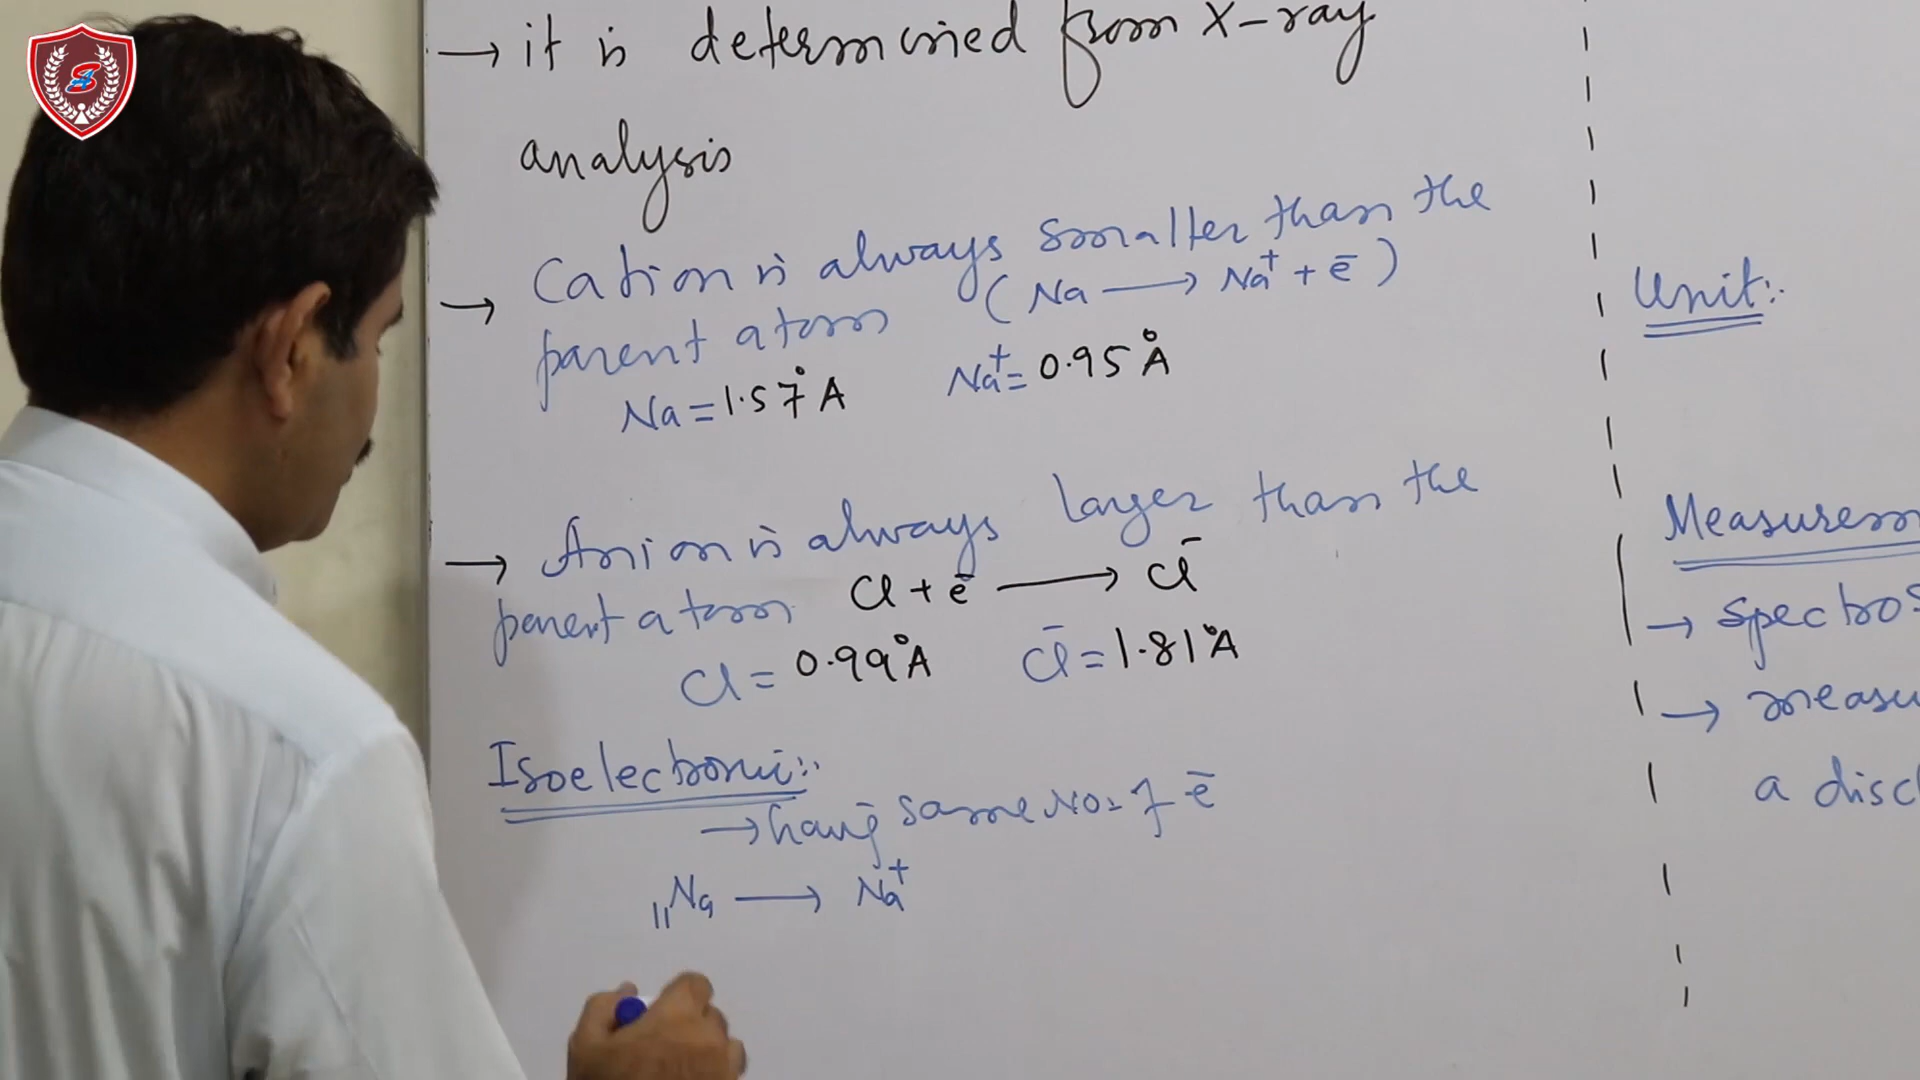 → it is determined from X-ray
analysis
→ Cation is always smaller than the
parent atom (Na → Na⁺ + ē)
Na = 1.57 °A Na⁺ = 0.95 Å
→ Anion is always larger than the
parent atom. Cl + ē → Cl⁻
Cl = 0.99 Å Cl⁻ = 1.81 °A
Isoelectronic:
→ having same No. of ē
₁₁Na → Na⁺
Unit:
Measurem
→ Spectros
→ measu
a disc